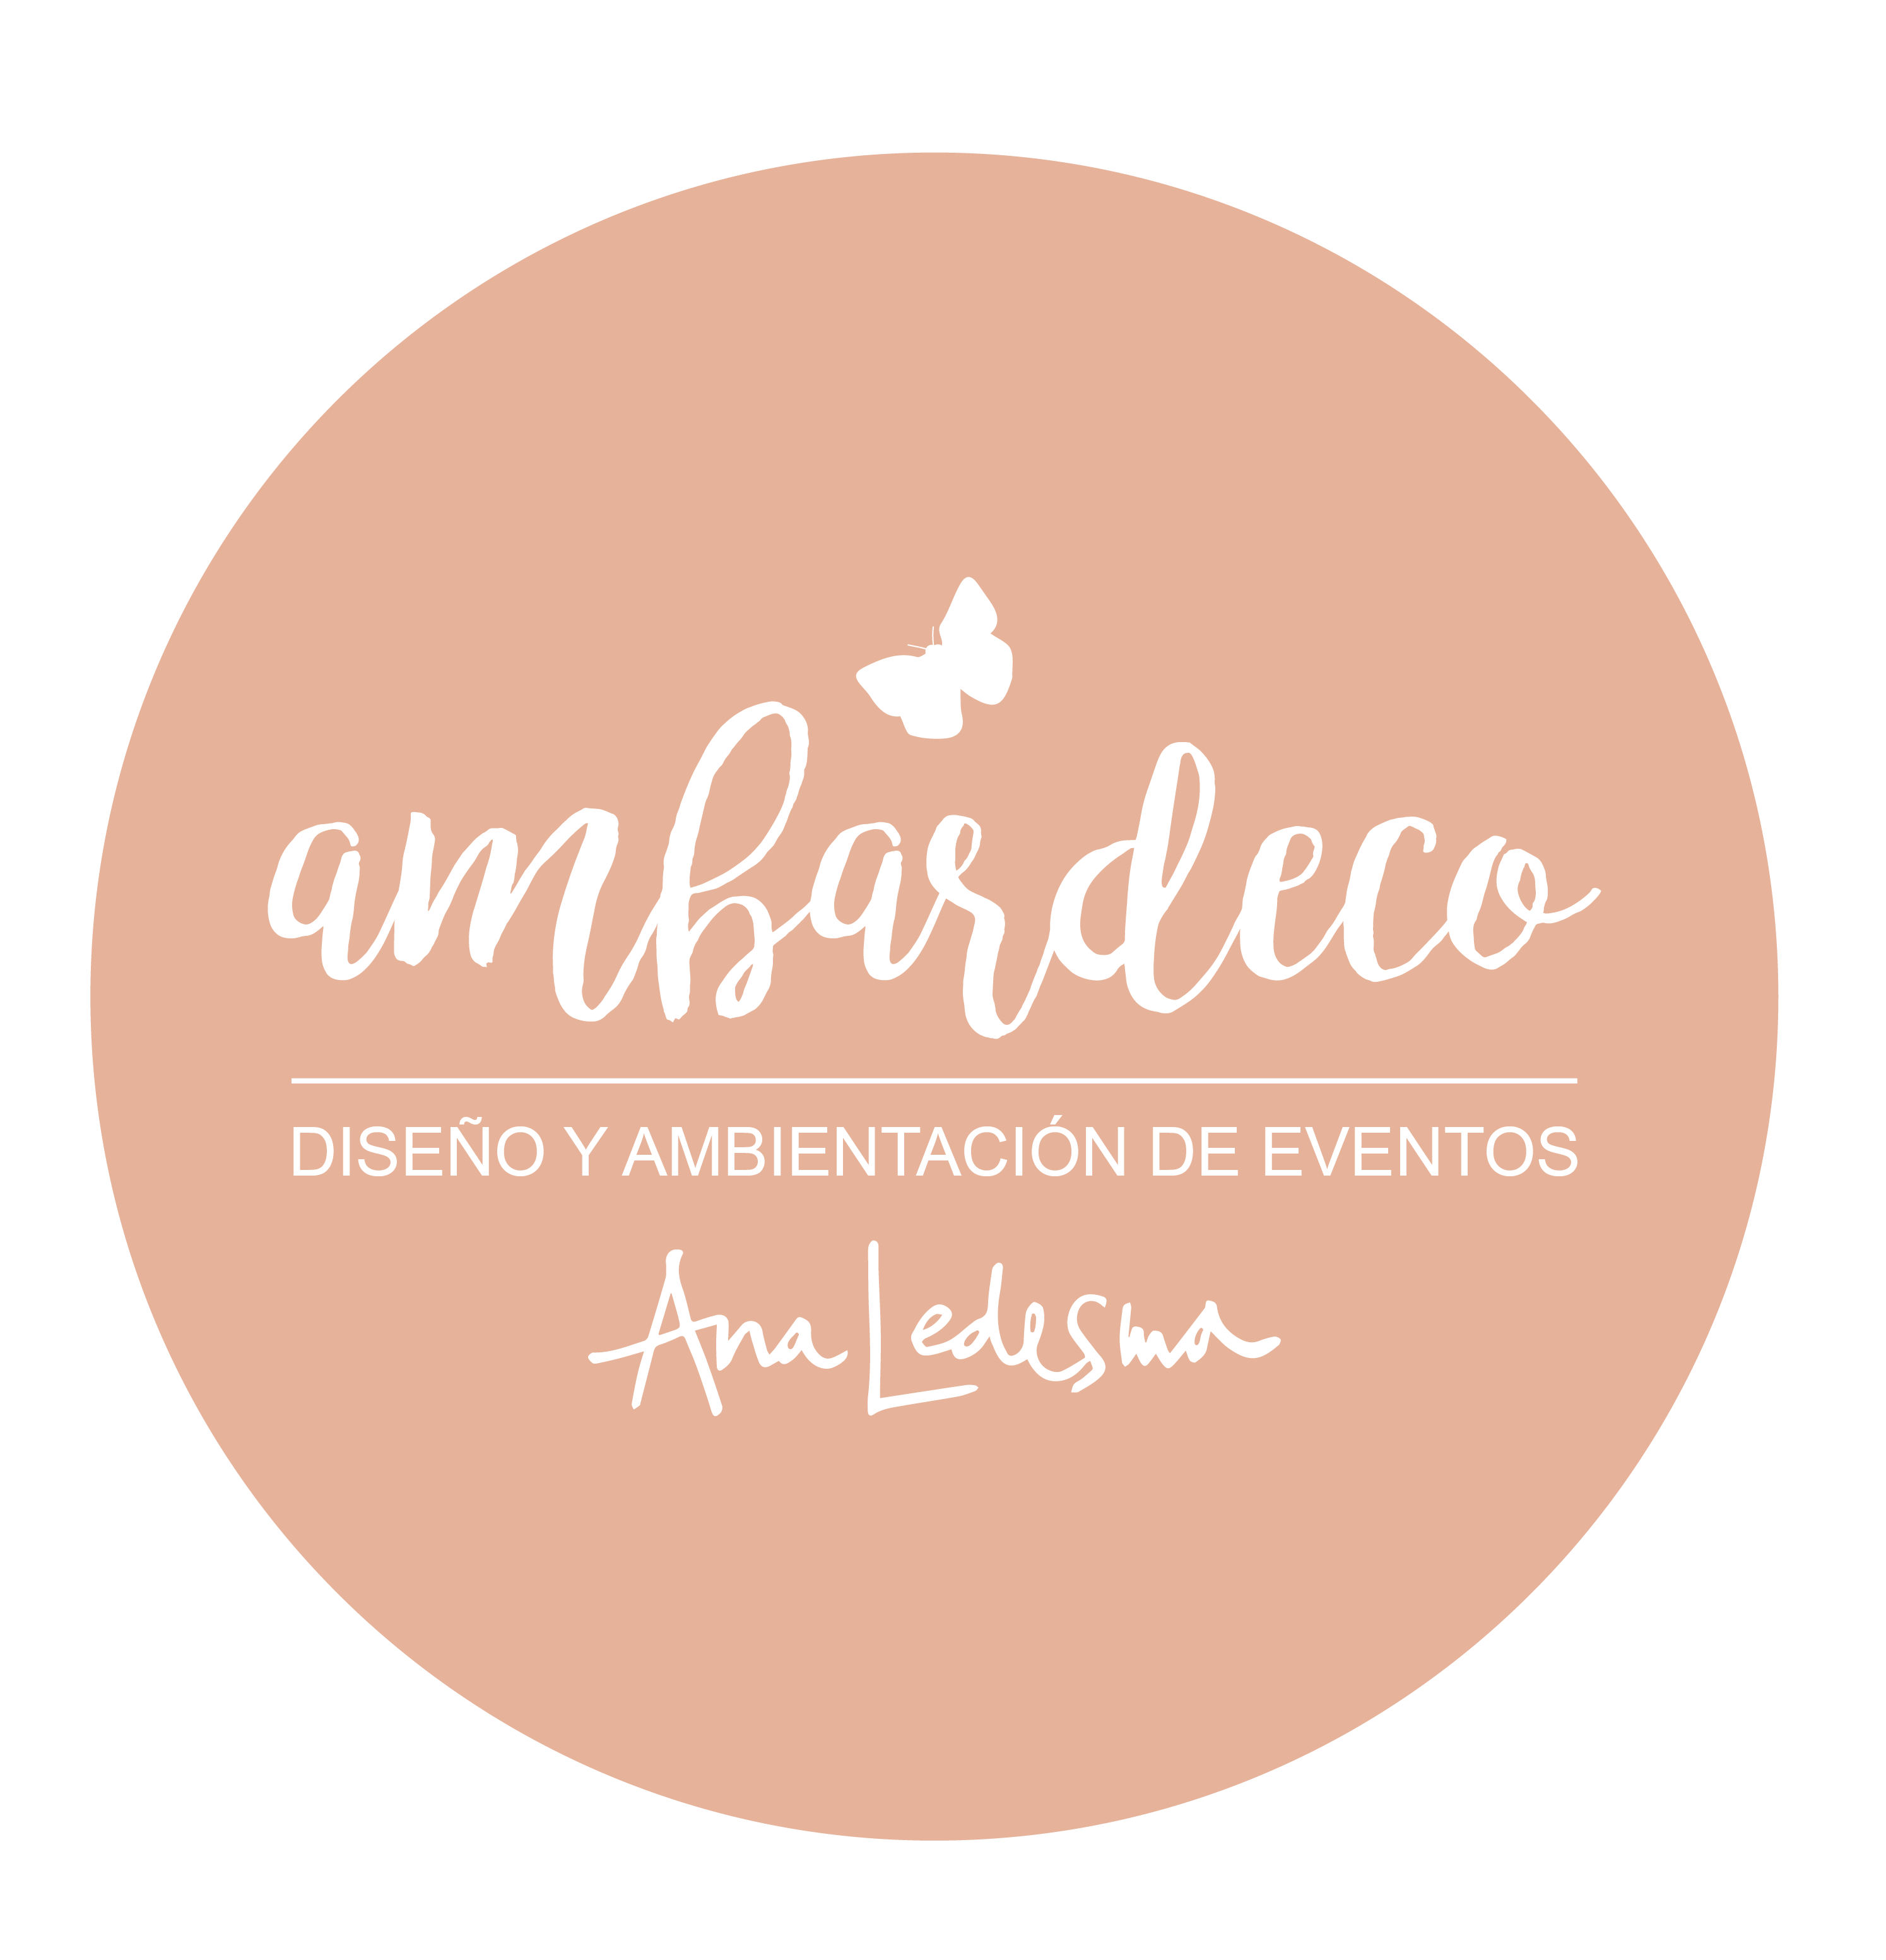 ambardeco
DISEÑO Y AMBIENTACIÓN DE EVENTOS
Ana Ledesma